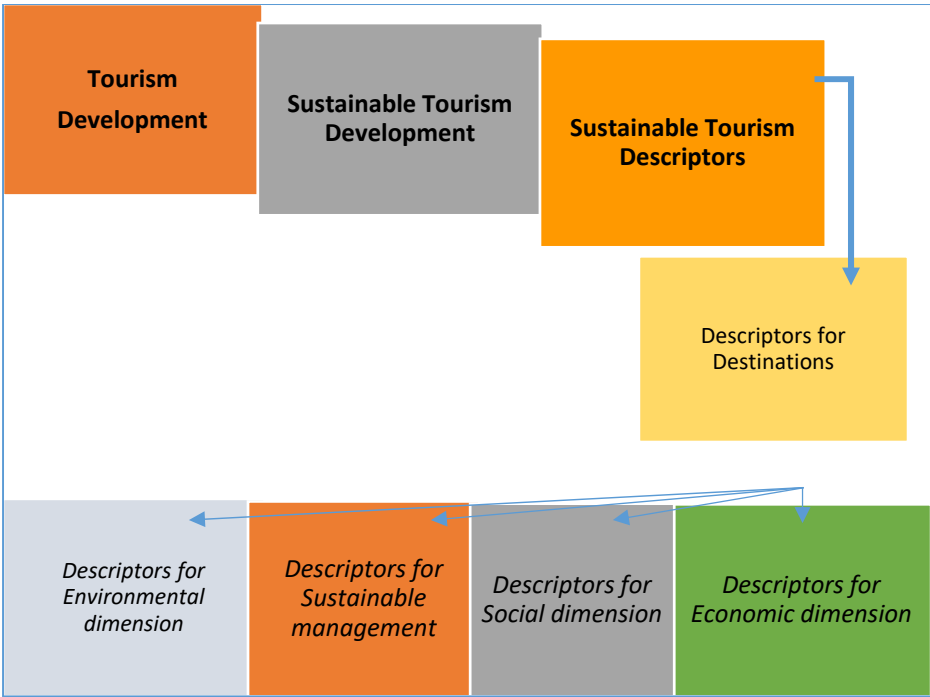 Tourism
Development
Sustainable Tourism
Development
Sustainable Tourism
Descriptors
Descriptors for
Destinations
Descriptors for
Environmental
dimension
Descriptors for
Sustainable
management
Descriptors for
Social dimension
Descriptors for
Economic dimension